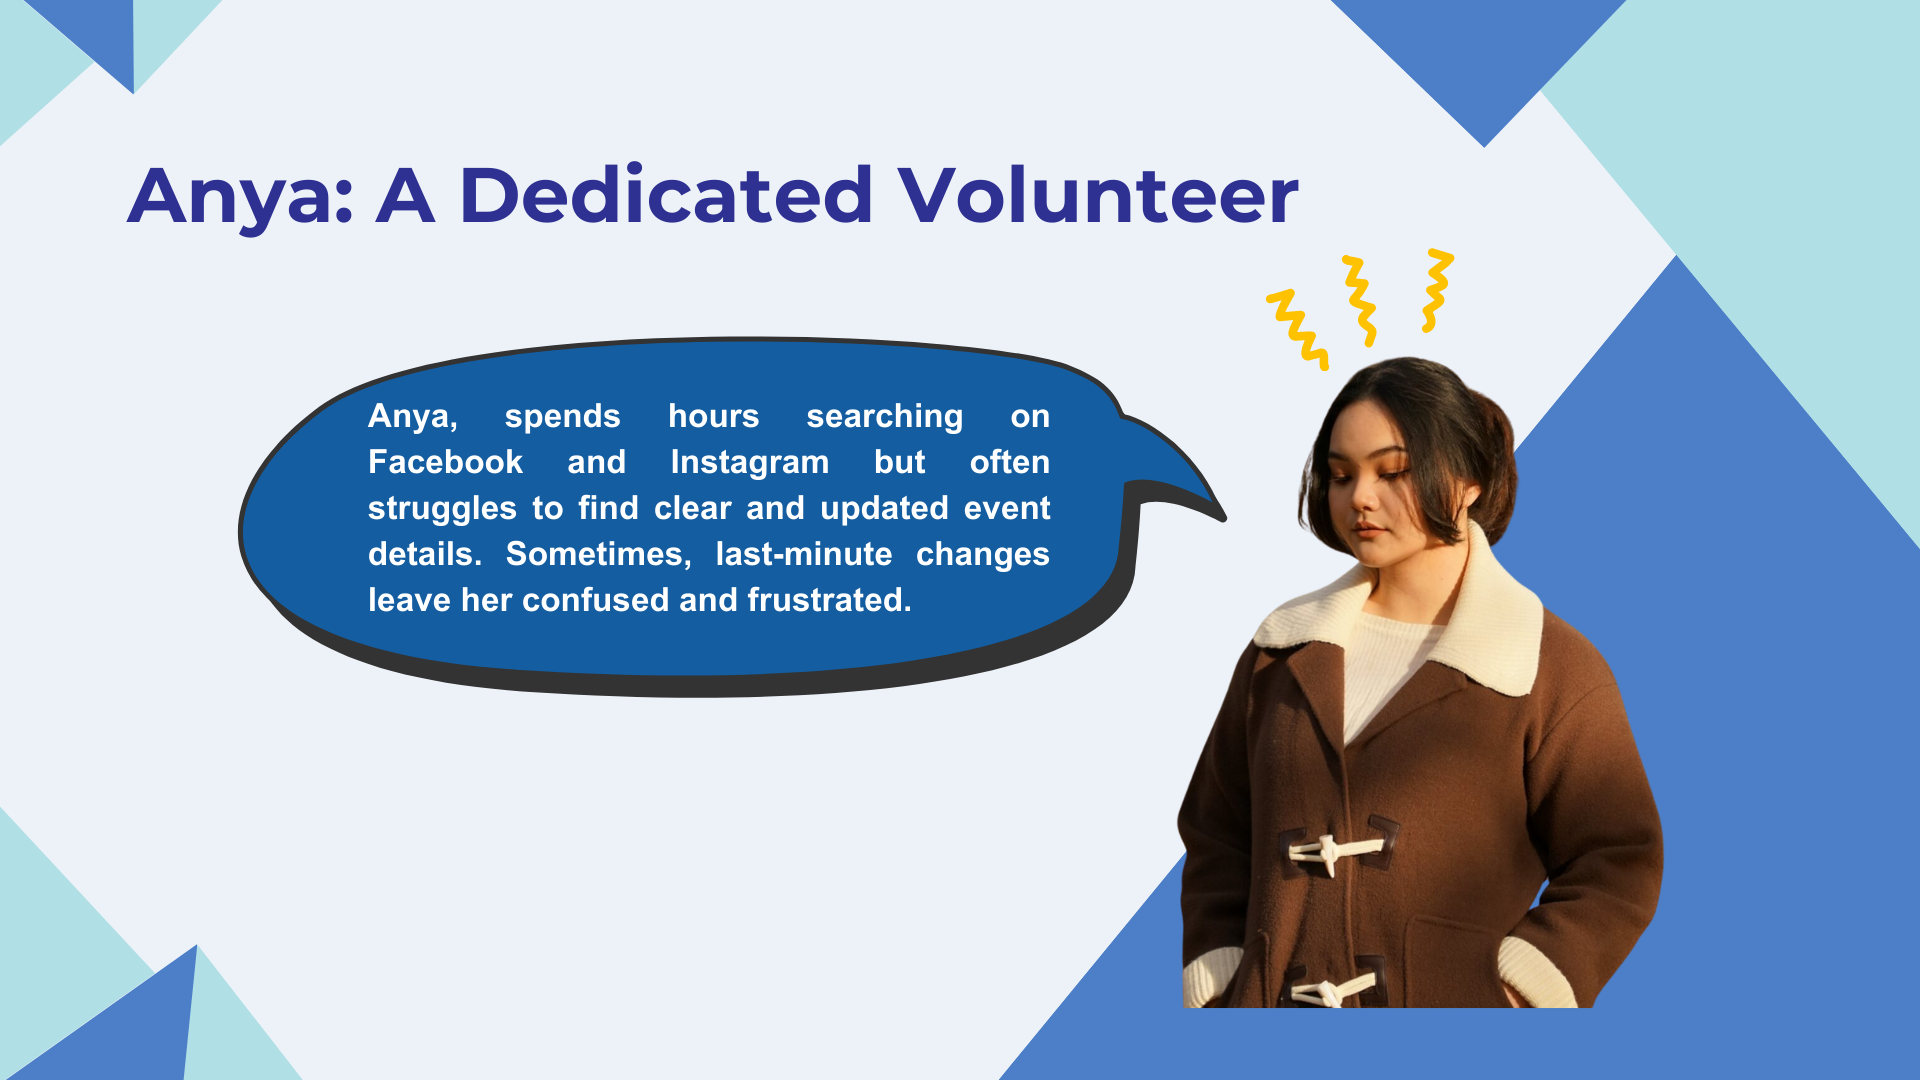 Anya: A Dedicated Volunteer
Anya, spends hours searching on
Facebook and Instagram but often
struggles to find clear and updated event
details. Sometimes, last-minute changes
leave her confused and frustrated.